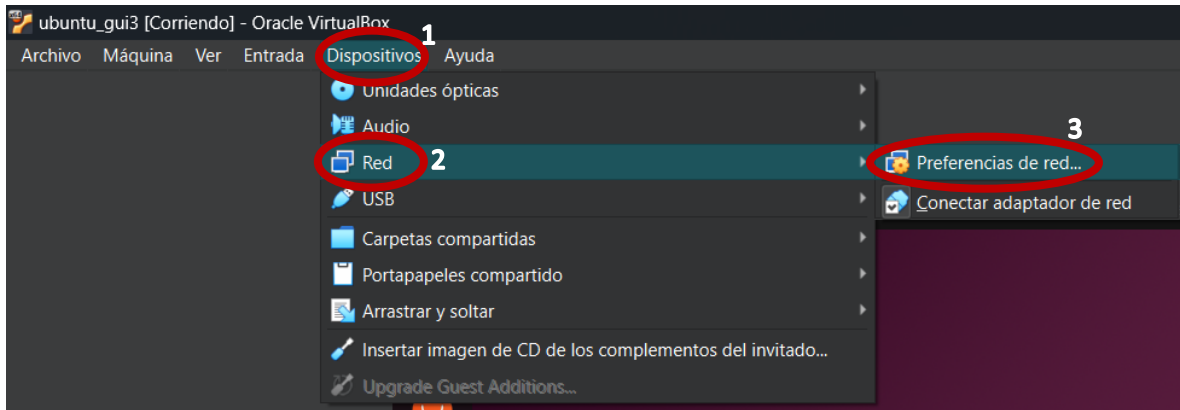 ubuntu_gui3 [Corriendo] - Oracle VirtualBox
1
Archivo Máquina Ver Entrada Dispositivos Ayuda
Unidades ópticas
Audio
3
Red 2 Preferencias de red...
USB Conectar adaptador de red
Carpetas compartidas
Portapapeles compartido
Arrastrar y soltar
Insertar imagen de CD de los complementos del invitado...
Upgrade Guest Additions...